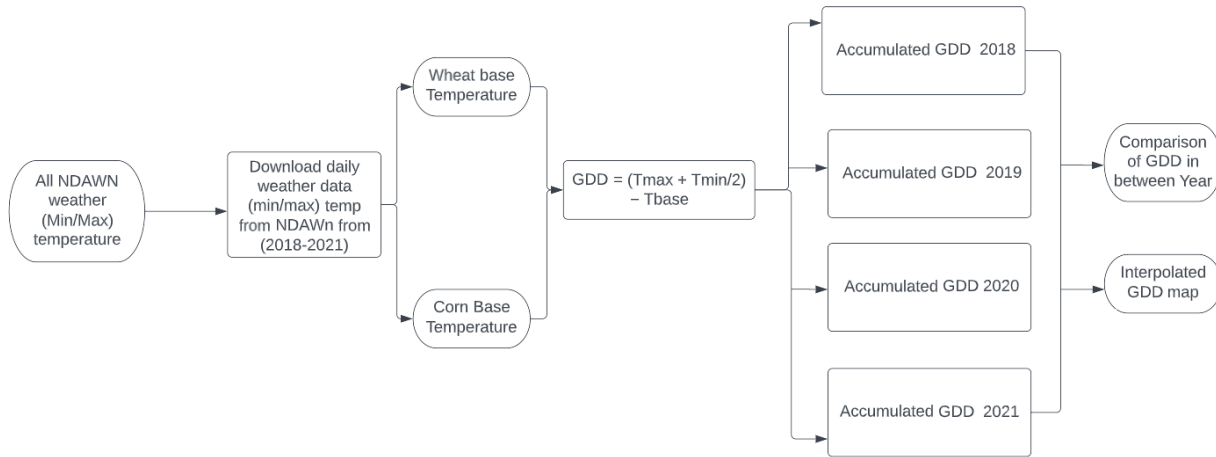 All NDAWN
weather
(Min/Max)
temperature
Download daily
weather data
(min/max) temp
from NDAWn from
(2018-2021)
Wheat base
Temperature
Corn Base
Temperature
GDD = (Tmax + Tmin/2)
– Tbase
Accumulated GDD 2018
Accumulated GDD 2019
Accumulated GDD 2020
Accumulated GDD 2021
Comparison
of GDD in
between Year
Interpolated
GDD map